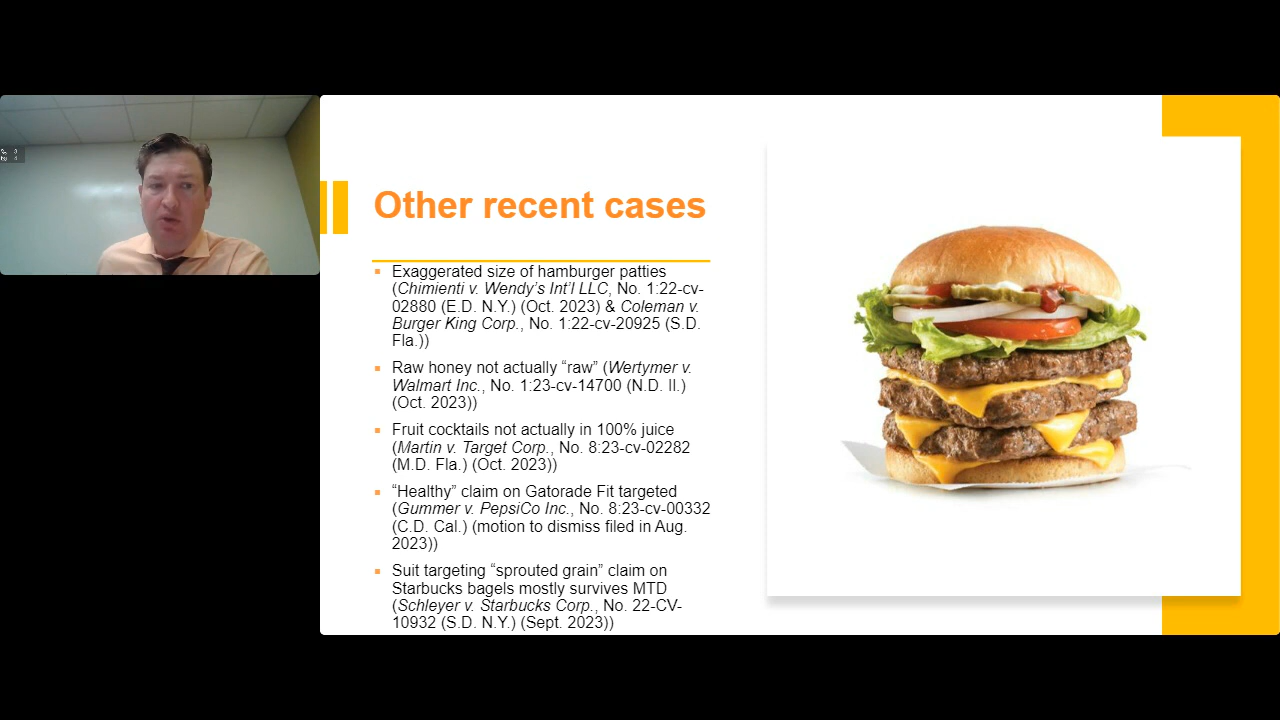 Other recent cases
Exaggerated size of hamburger patties
(Chimienti v. Wendy’s Int’l LLC, No. 1:22-cv-
02880 (E.D. N.Y.) (Oct. 2023) & Coleman v.
Burger King Corp., No. 1:22-cv-20925 (S.D.
Fla.))
Raw honey not actually “raw” (Wertymer v.
Walmart Inc., No. 1:23-cv-14700 (N.D. Il.)
(Oct. 2023))
Fruit cocktails not actually in 100% juice
(Martin v. Target Corp., No. 8:23-cv-02282
(M.D. Fla.) (Oct. 2023))
“Healthy” claim on Gatorade Fit targeted
(Gummer v. PepsiCo Inc., No. 8:23-cv-00332
(C.D. Cal.) (motion to dismiss filed in Aug.
2023))
Suit targeting “sprouted grain” claim on
Starbucks bagels mostly survives MTD
(Schleyer v. Starbucks Corp., No. 22-CV-
10932 (S.D. N.Y.) (Sept. 2023))